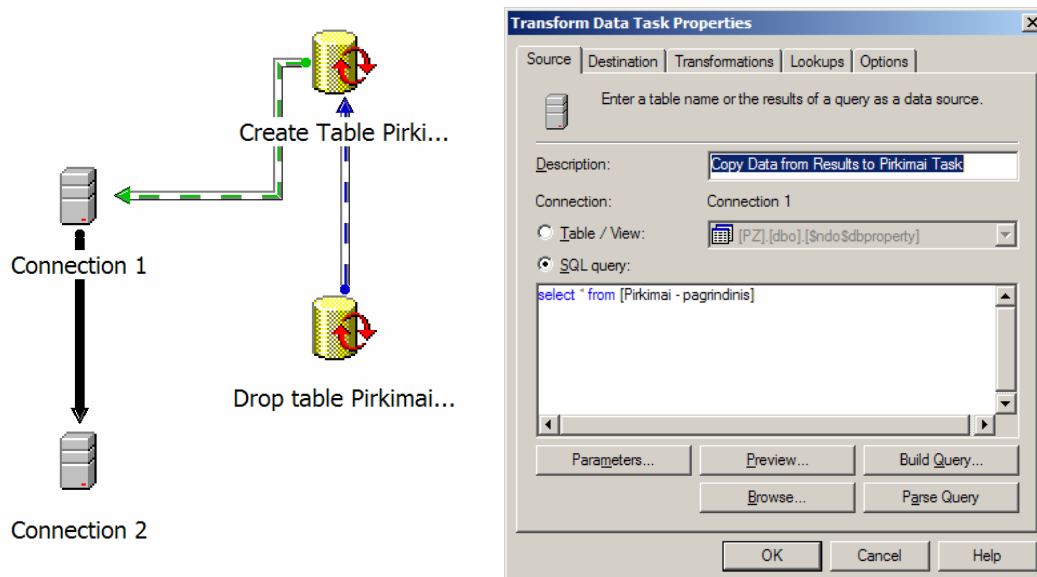 Create Table Pirki...
Connection 1
Drop table Pirkimai...
Connection 2
Transform Data Task Properties
Source Destination Transformations Lookups Options
Enter a table name or the results of a query as a data source.
Description: Copy Data from Results to Pirkimai Task
Connection: Connection 1
Table / View: [PZ].[dbo].[$ndo$dbproperty]
SQL query:
select * from [Pirkimai - pagrindinis]
Parameters... Preview... Build Query...
Browse... Parse Query
OK Cancel Help